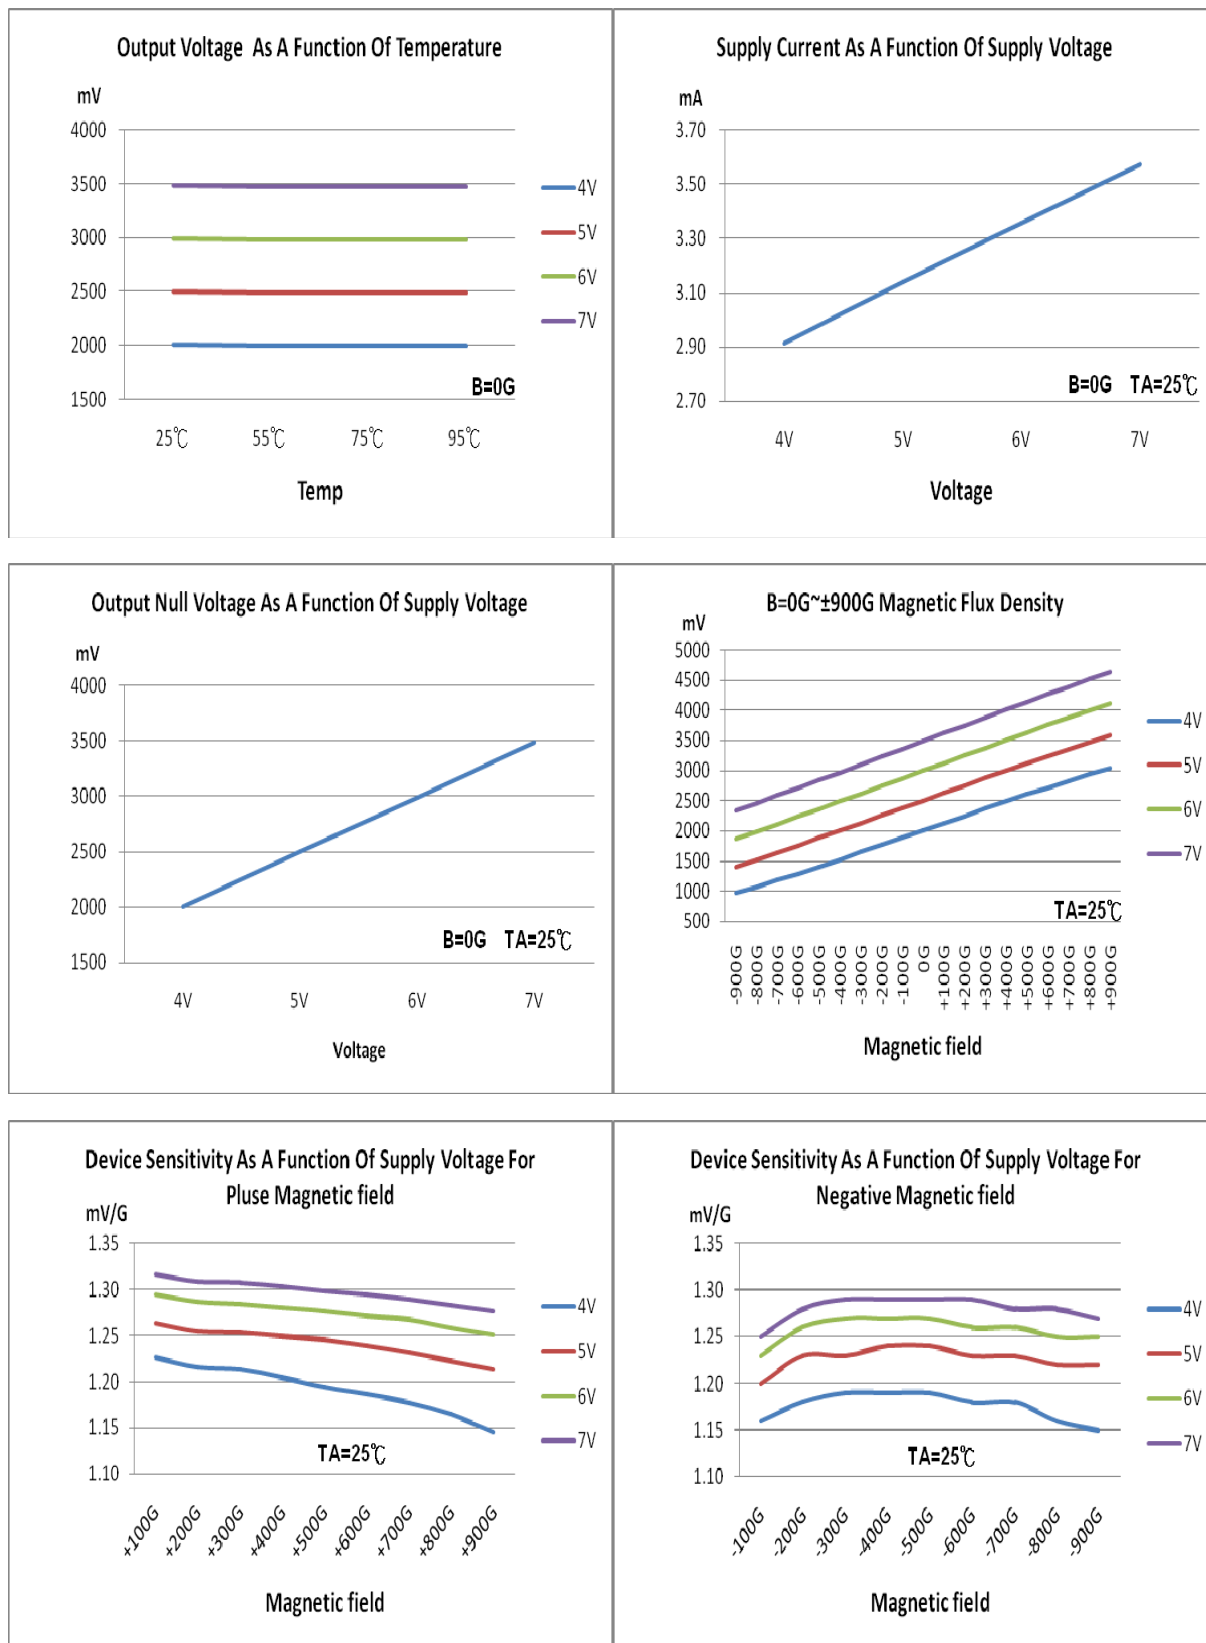 Output Voltage As A Function Of Temperature
mV
4000
3500
3000
2500
2000
1500
4V
5V
6V
7V
B=0G
25℃ 55℃ 75℃ 95℃
Temp
Supply Current As A Function Of Supply Voltage
mA
3.70
3.50
3.30
3.10
2.90
2.70
B=0G TA=25℃
4V 5V 6V 7V
Voltage
Output Null Voltage As A Function Of Supply Voltage
mV
4000
3500
3000
2500
2000
1500
B=0G TA=25℃
4V 5V 6V 7V
Voltage
B=0G~±900G Magnetic Flux Density
mV
5000
4500
4000
3500
3000
2500
2000
1500
1000
500
4V
5V
6V
7V
TA=25℃
-900G -800G -700G -600G -500G -400G -300G -200G -100G 0G +100G +200G +300G +400G +500G +600G +700G +800G +900G
Magnetic field
Device Sensitivity As A Function Of Supply Voltage For
Pluse Magnetic field
mV/G
1.35
1.30
1.25
1.20
1.15
1.10
4V
5V
6V
7V
TA=25℃
+100G +200G +300G +400G +500G +600G +700G +800G +900G
Magnetic field
Device Sensitivity As A Function Of Supply Voltage For
Negative Magnetic field
mV/G
1.35
1.30
1.25
1.20
1.15
1.10
4V
5V
6V
7V
TA=25℃
-100G -200G -300G -400G -500G -600G -700G -800G -900G
Magnetic field